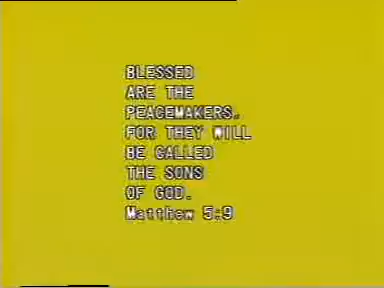 BLESSED
ARE THE
PEACEMAKERS.
FOR THEY WILL
BE CALLED
THE SONS
OF GOD.
Matthew 5:9